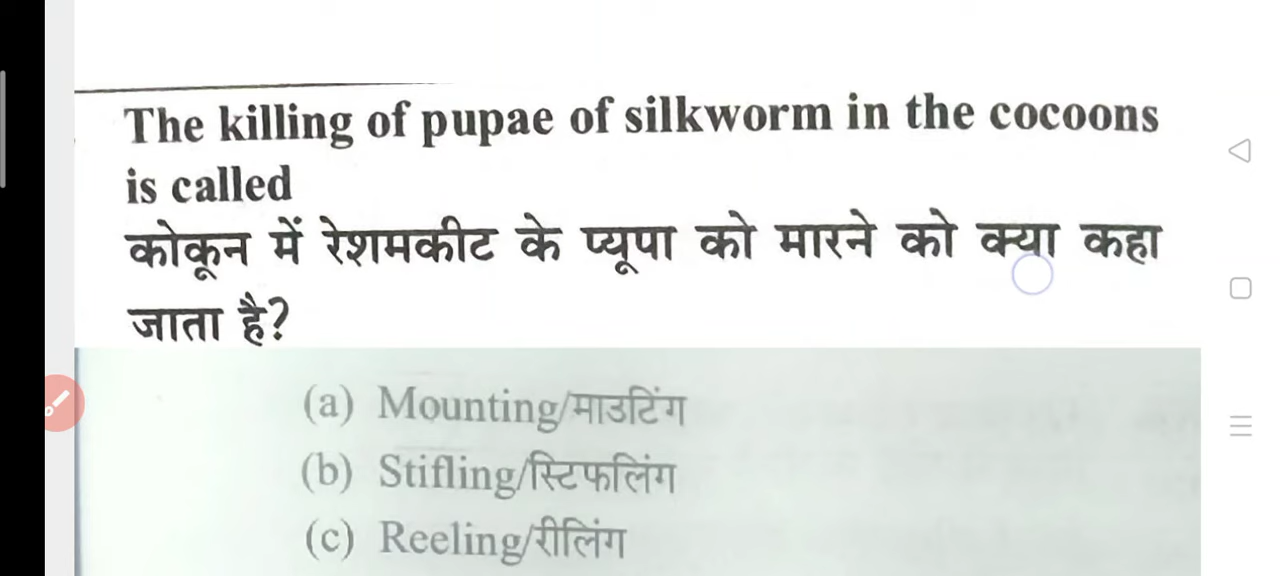 The killing of pupae of silkworm in the cocoons
is called
कोकून में रेशमकीट के प्यूपा को मारने को क्या कहा
जाता है?
(a) Mounting/माउटिंग
(b) Stifling/स्टिफलिंग
(c) Reeling/रीलिंग